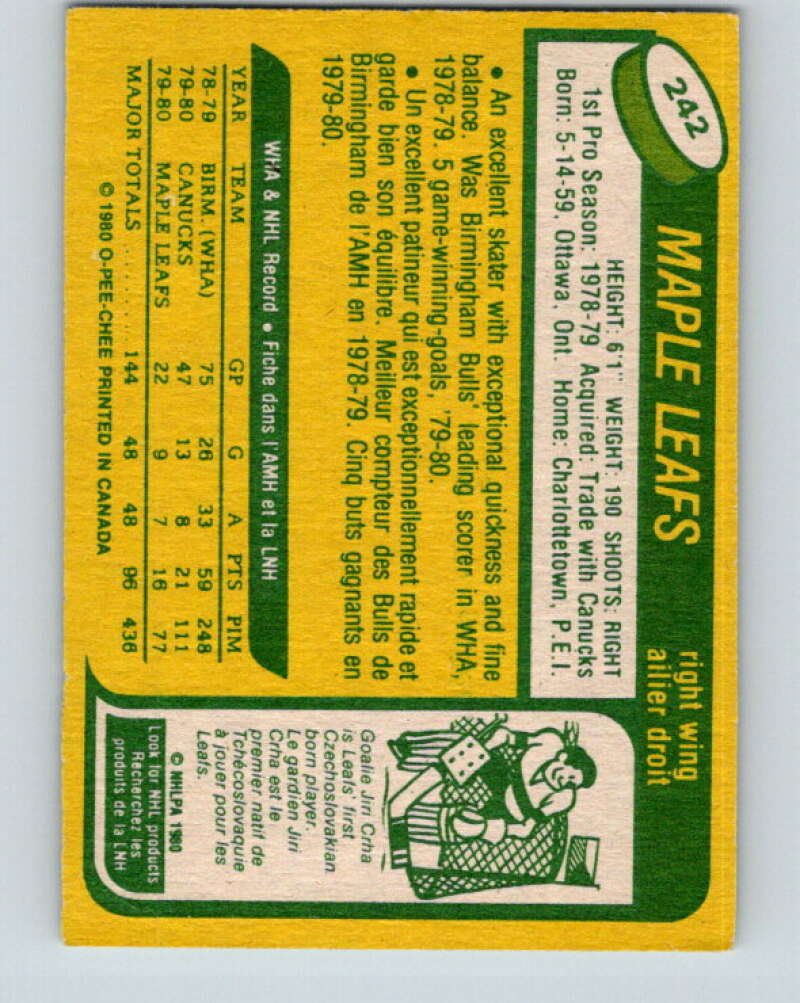 242
MAPLE LEAFS
right wing
ailier droit
HEIGHT: 6'1" WEIGHT: 190 SHOOTS: RIGHT
1st Pro Season: 1978-79 Acquired: Trade with Canucks
Born: 5-14-59, Ottawa, Ont. Home: Charlottetown, P.E.I.
• An excellent skater with exceptional quickness and fine
balance. Was Birmingham Bulls' leading scorer in WHA,
1978-79. 5 game-winning-goals, '79-80.
• Un excellent patineur qui est exceptionnellement rapide et
garde bien son équilibre. Meilleur compteur des Bulls de
Birmingham de l'AMH en 1978-79. Cinq buts gagnants en
1979-80.
WHA & NHL Record • Fiche dans l'AMH et la LNH
YEAR TEAM GP G A PTS PIM
78-79 BIRM. (WHA) 75 26 33 59 248
79-80 CANUCKS 47 13 8 21 111
79-80 MAPLE LEAFS 22 9 7 16 77
MAJOR TOTALS .......... 144 48 48 96 436
© 1980 O-PEE-CHEE PRINTED IN CANADA
Goalie Jiri Crha
is Leafs' first
Czechoslovakian
born player.
Le gardien Jiri
Crha est le
premier natif de
Tchécoslovaquie
à jouer pour les
Leafs.
© NHLPA 1980
Look for NHL products
Recherchez les
produits de la LNH